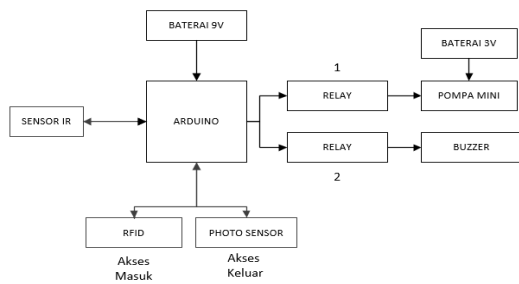 BATERAI 9V
BATERAI 3V
1
RELAY
POMPA MINI
SENSOR IR
ARDUINO
RELAY
BUZZER
2
RFID
PHOTO SENSOR
Akses
Masuk
Akses
Keluar